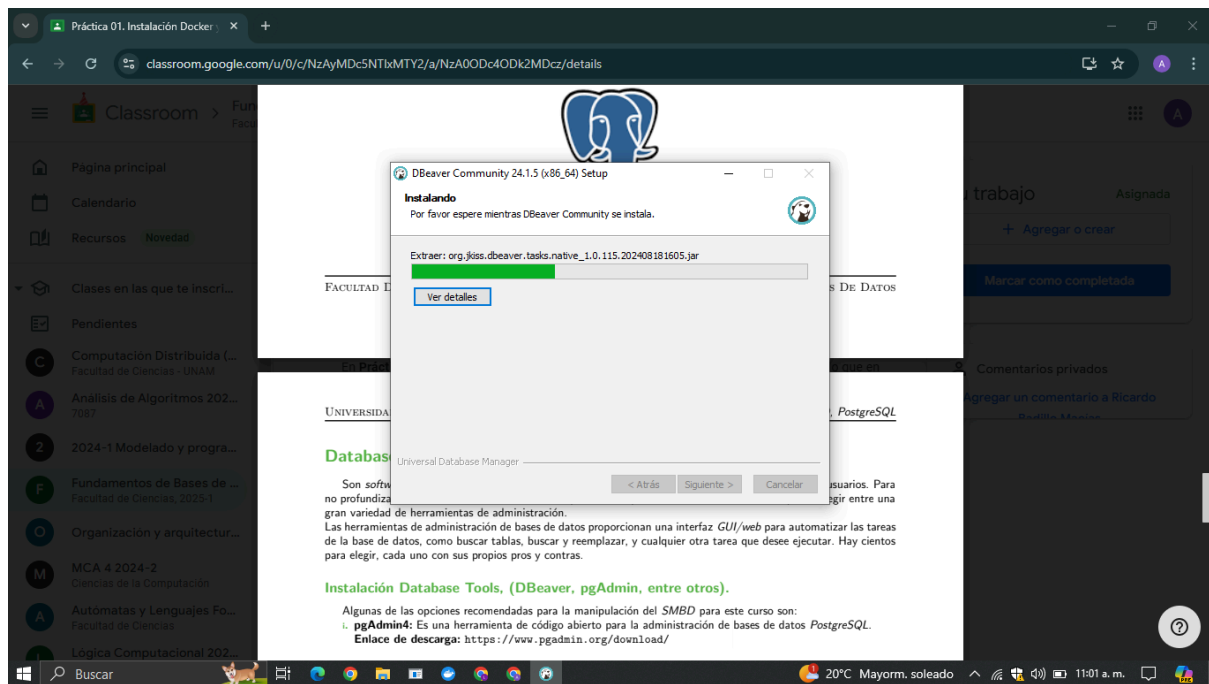 Práctica 01. Instalación Docker y
classroom.google.com/u/0/c/NzAyMDc5NTIxMTY2/a/NzA0ODc4ODk2MDcz/details
A
Classroom > Fun
Facu
A
Página principal
Calendario
Recursos Novedad
Clases en las que te inscri...
Pendientes
C Computación Distribuida (...
Facultad de Ciencias - UNAM
A Análisis de Algoritmos 202...
7087
2 2024-1 Modelado y progra...
F Fundamentos de Bases de ...
Facultad de Ciencias, 2025-1
O Organización y arquitectur...
M MCA 4 2024-2
Ciencias de la Computación
A Autómatas y Lenguajes Fo...
Facultad de Ciencias
Lógica Computacional 202...
DBeaver Community 24.1.5 (x86_64) Setup
Instalando
Por favor espere mientras DBeaver Community se instala.
Extraer: org.jkiss.dbeaver.tasks.native_1.0.115.202408181605.jar
Ver detalles
Universal Database Manager
< Atrás Siguiente > Cancelar
FACULTAD D
S DE DATOS
En Práct
o que en
UNIVERSIDA
, PostgreSQL
Databas
Son softw
usuarios. Para
no profundiza
egir entre una
gran variedad de herramientas de administración.
Las herramientas de administración de bases de datos proporcionan una interfaz GUI/web para automatizar las tareas
de la base de datos, como buscar tablas, buscar y reemplazar, y cualquier otra tarea que desee ejecutar. Hay cientos
para elegir, cada uno con sus propios pros y contras.
Instalación Database Tools, (DBeaver, pgAdmin, entre otros).
Algunas de las opciones recomendadas para la manipulación del SMBD para este curso son:
i. pgAdmin4: Es una herramienta de código abierto para la administración de bases de datos PostgreSQL.
Enlace de descarga: https://www.pgadmin.org/download/
u trabajo Asignada
+ Agregar o crear
Marcar como completada
Comentarios privados
Agregar un comentario a Ricardo
Badillo Macias
Buscar
20°C Mayorm. soleado
11:01 a. m.